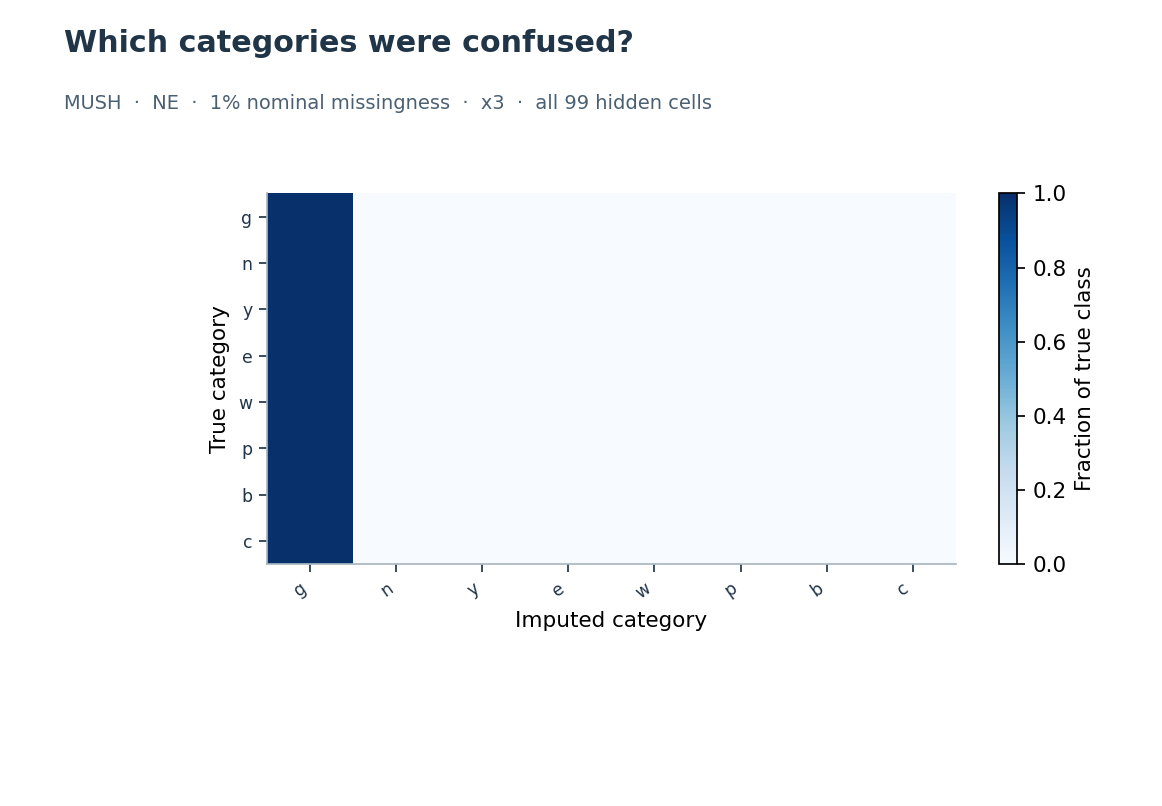 Which categories were confused?
MUSH · NE · 1% nominal missingness · x3 · all 99 hidden cells
True category
g
n
y
e
w
p
b
c
g n y e w p b c
Imputed category
1.0
0.8
0.6
0.4
0.2
0.0
Fraction of true class